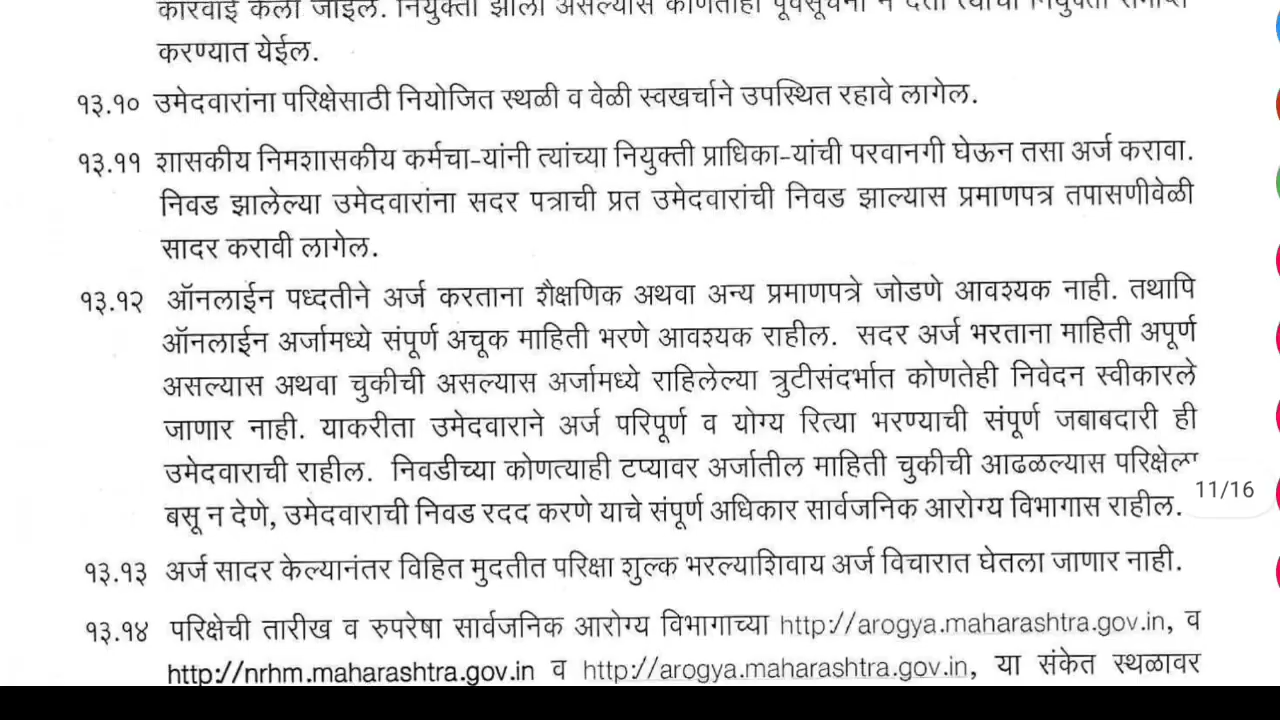 कारवाई केली जाईल. नियुक्ती झाली असल्यास कोणतीही पूर्वसूचना न देता त्यांची नियुक्ती समाप्त
करण्यात येईल.
१३.१० उमेदवारांना परिक्षेसाठी नियोजित स्थळी व वेळी स्वखर्चाने उपस्थित रहावे लागेल.
१३.११ शासकीय निमशासकीय कर्मचा-यांनी त्यांच्या नियुक्ती प्राधिका-यांची परवानगी घेऊन तसा अर्ज करावा.
निवड झालेल्या उमेदवारांना सदर पत्राची प्रत उमेदवारांची निवड झाल्यास प्रमाणपत्र तपासणीवेळी
सादर करावी लागेल.
१३.१२ ऑनलाईन पध्दतीने अर्ज करताना शैक्षणिक अथवा अन्य प्रमाणपत्रे जोडणे आवश्यक नाही. तथापि
ऑनलाईन अर्जामध्ये संपूर्ण अचूक माहिती भरणे आवश्यक राहील. सदर अर्ज भरताना माहिती अपूर्ण
असल्यास अथवा चुकीची असल्यास अर्जामध्ये राहिलेल्या त्रुटीसंदर्भात कोणतेही निवेदन स्वीकारले
जाणार नाही. याकरीता उमेदवाराने अर्ज परिपूर्ण व योग्य रित्या भरण्याची संपूर्ण जबाबदारी ही
उमेदवाराची राहील. निवडीच्या कोणत्याही टप्यावर अर्जातील माहिती चुकीची आढळल्यास परिक्षेला
11/16
बसू न देणे, उमेदवाराची निवड रदद करणे याचे संपूर्ण अधिकार सार्वजनिक आरोग्य विभागास राहील.
१३.१३ अर्ज सादर केल्यानंतर विहित मुदतीत परिक्षा शुल्क भरल्याशिवाय अर्ज विचारात घेतला जाणार नाही.
१३.१४ परिक्षेची तारीख व रुपरेषा सार्वजनिक आरोग्य विभागाच्या http://arogya.maharashtra.gov.in, व
http://nrhm.maharashtra.gov.in व http://arogya.maharashtra.gov.in, या संकेत स्थळावर